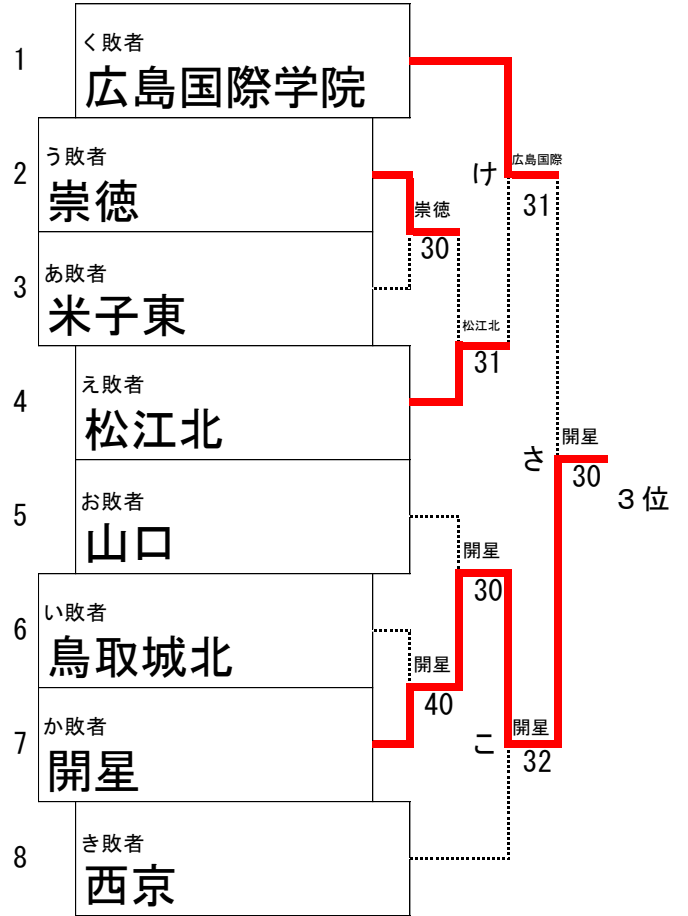 1
く敗者
広島国際学院
2
う敗者
崇徳
3
あ敗者
米子東
4
え敗者
松江北
5
お敗者
山口
6
い敗者
鳥取城北
7
か敗者
開星
8
き敗者
西京
崇徳
30
松江北
31
け
広島国際
31
開星
40
開星
30
こ
開星
32
さ
開星
30
３位